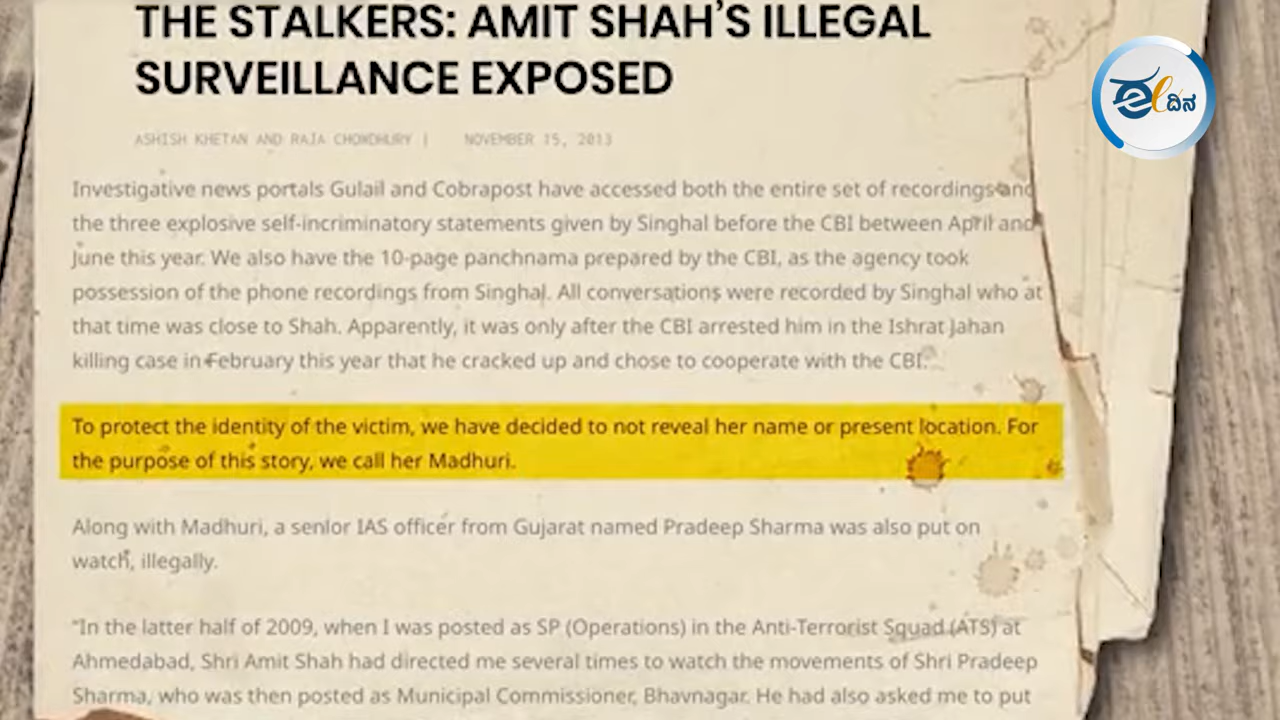 THE STALKERS: AMIT SHAH'S ILLEGAL
SURVEILLANCE EXPOSED
ಈದಿನ
ASHISH KHETAN AND RAJA CHOWDHURY | NOVEMBER 15, 2013
Investigative news portals Gulail and Cobrapost have accessed both the entire set of recordings and
the three explosive self-incriminatory statements given by Singhal before the CBI between April and
June this year. We also have the 10-page panchnama prepared by the CBI, as the agency took
possession of the phone recordings from Singhal. All conversations were recorded by Singhal who at
that time was close to Shah. Apparently, it was only after the CBI arrested him in the Ishrat Jahan
killing case in February this year that he cracked up and chose to cooperate with the CBI.
To protect the identity of the victim, we have decided to not reveal her name or present location. For
the purpose of this story, we call her Madhuri.
Along with Madhuri, a senior IAS officer from Gujarat named Pradeep Sharma was also put on
watch, illegally.
"In the latter half of 2009, when I was posted as SP (Operations) in the Anti-Terrorist Squad (ATS) at
Ahmedabad, Shri Amit Shah had directed me several times to watch the movements of Shri Pradeep
Sharma, who was then posted as Municipal Commissioner, Bhavnagar. He had also asked me to put